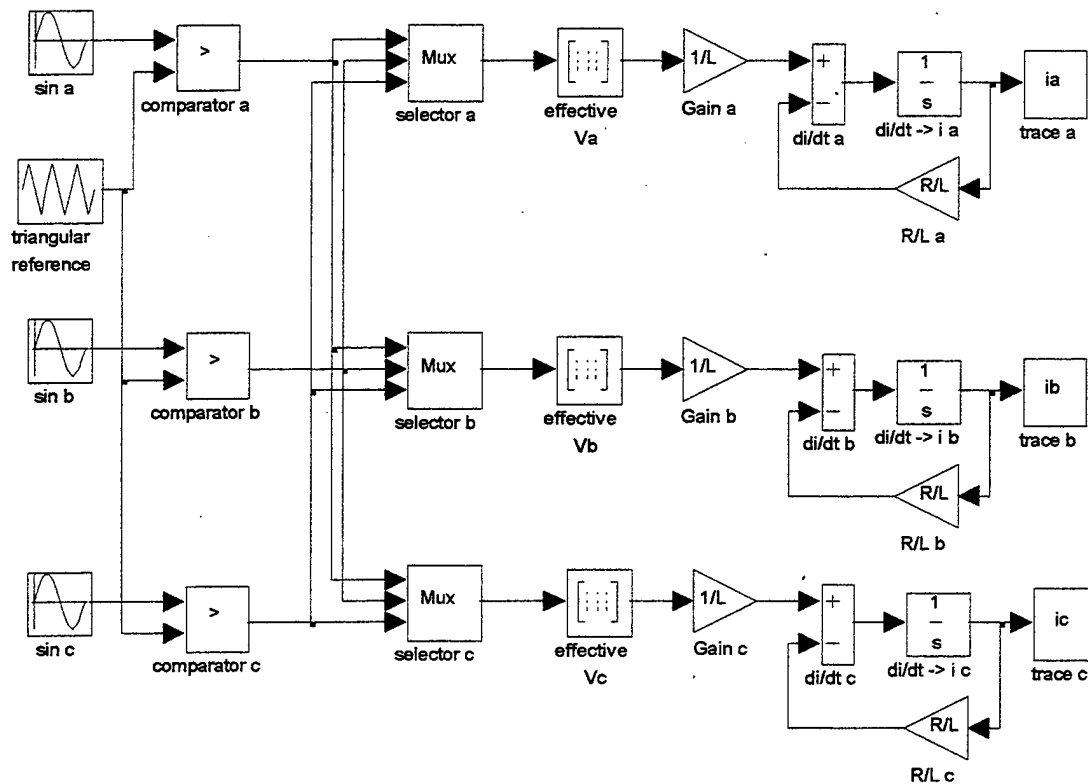 sin a
>
comparator a
Mux
selector a
effective
Va
1/L
Gain a
+
−
di/dt a
1
s
di/dt -> i a
ia
trace a
R/L
R/L a
triangular
reference
sin b
>
comparator b
Mux
selector b
effective
Vb
1/L
Gain b
+
−
di/dt b
1
s
di/dt -> i b
ib
trace b
R/L
R/L b
sin c
>
comparator c
Mux
selector c
effective
Vc
1/L
Gain c
+
−
di/dt c
1
s
di/dt -> i c
ic
trace c
R/L
R/L c